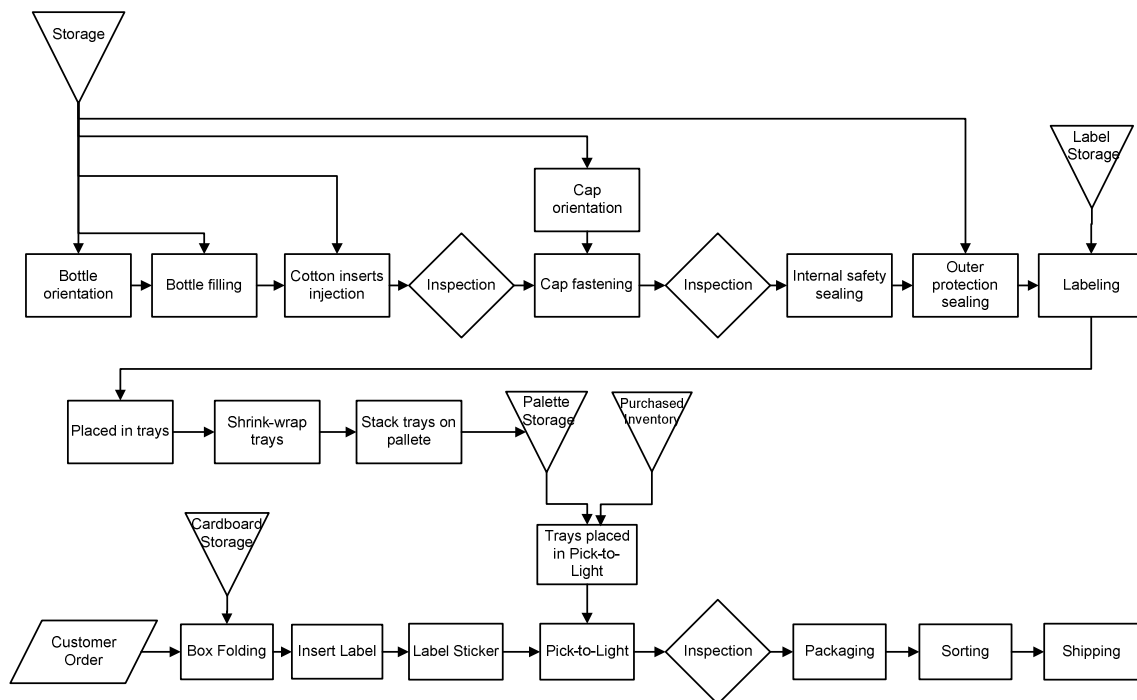 Storage
Label
Storage
Cap
orientation
Bottle
orientation
Bottle filling
Cotton inserts
injection
Inspection
Cap fastening
Inspection
Internal safety
sealing
Outer
protection
sealing
Labeling
Placed in trays
Shrink-wrap
trays
Stack trays on
pallete
Palette
Storage
Purchased
Inventory
Cardboard
Storage
Trays placed
in Pick-to-
Light
Customer
Order
Box Folding
Insert Label
Label Sticker
Pick-to-Light
Inspection
Packaging
Sorting
Shipping